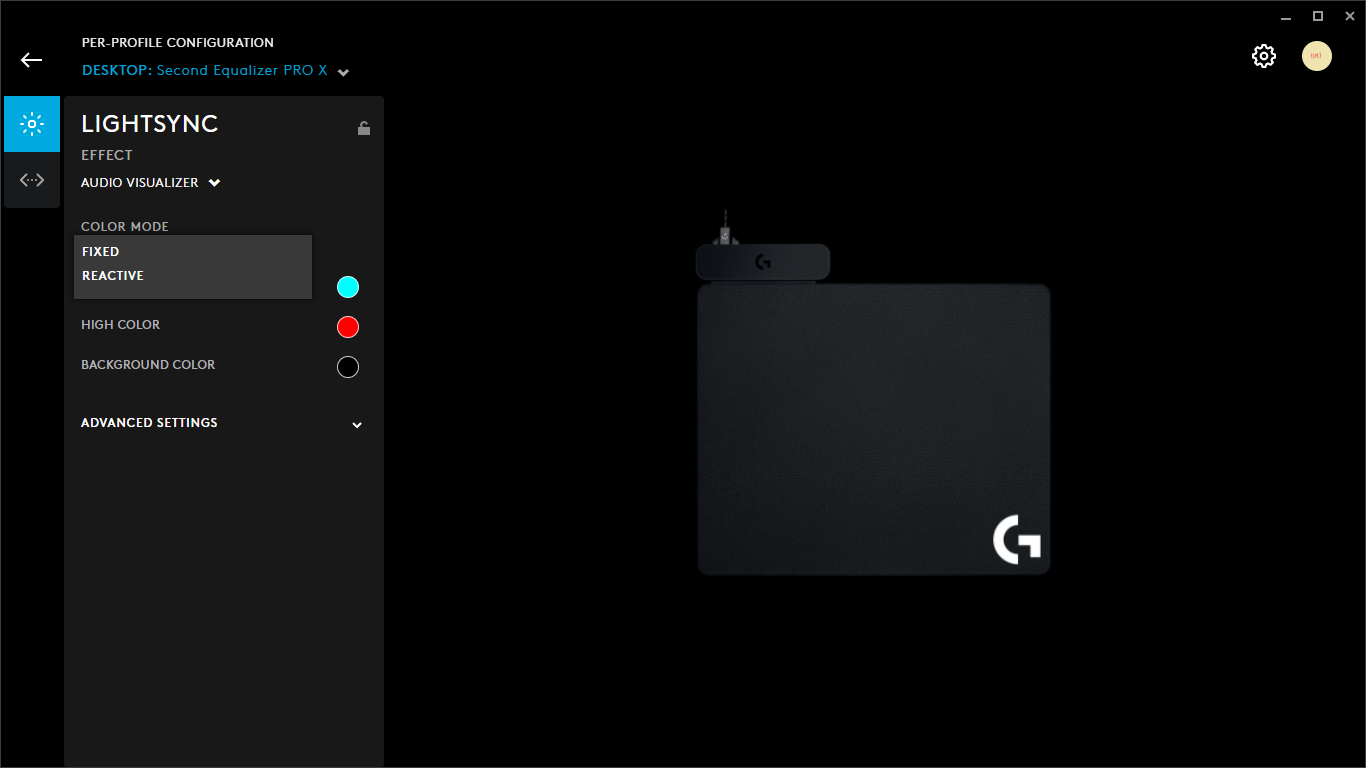 PER-PROFILE CONFIGURATION
DESKTOP: Second Equalizer PRO X
LIGHTSYNC
EFFECT
AUDIO VISUALIZER
COLOR MODE
FIXED
REACTIVE
HIGH COLOR
BACKGROUND COLOR
ADVANCED SETTINGS